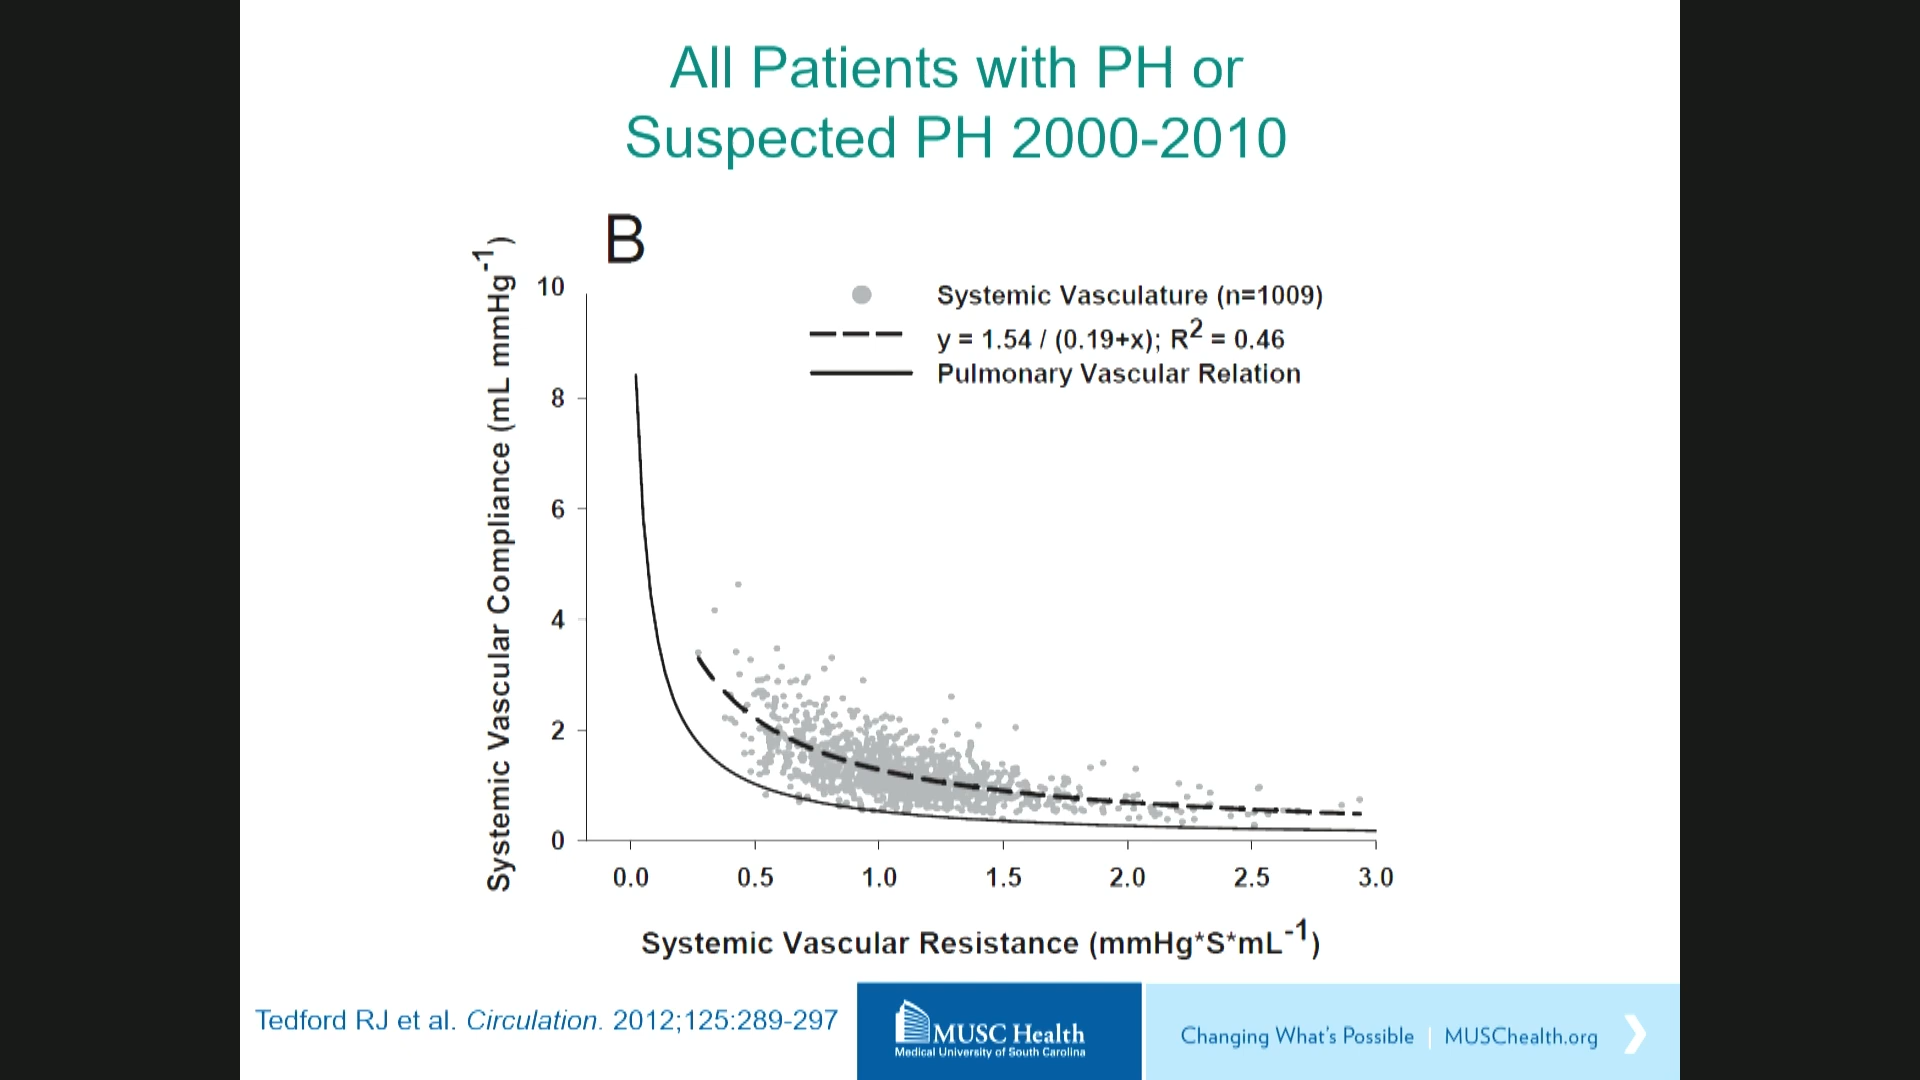 All Patients with PH or
Suspected PH 2000-2010
B
Systemic Vascular Compliance (mL mmHg⁻¹)
10
8
6
4
2
0
Systemic Vasculature (n=1009)
y = 1.54 / (0.19+x); R² = 0.46
Pulmonary Vascular Relation
0.0 0.5 1.0 1.5 2.0 2.5 3.0
Systemic Vascular Resistance (mmHg*S*mL⁻¹)
Tedford RJ et al. Circulation. 2012;125:289-297
MUSC Health
Medical University of South Carolina
Changing What's Possible | MUSChealth.org